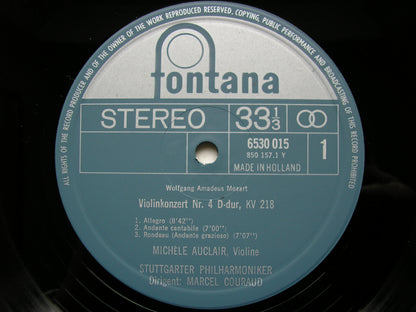 ALL RIGHTS OF THE RECORD PRODUCER AND OF THE OWNER OF THE WORK REPRODUCED RESERVED. COPYING, PUBLIC PERFORMANCE AND BROADCASTING OF THIS RECORD PROHIBITED
fontana
STEREO 33 1/3
6530 015
850 157.1 Y
MADE IN HOLLAND
1
Wolfgang Amadeus Mozart
Violinkonzert Nr. 4 D-dur, KV 218
1. Allegro (8'42'')
2. Andante cantabile (7'00'')
3. Rondeau (Andante grazioso) (7'07'')
MICHÈLE AUCLAIR, Violine
STUTTGARTER PHILHARMONIKER
Dirigent: MARCEL COURAUD